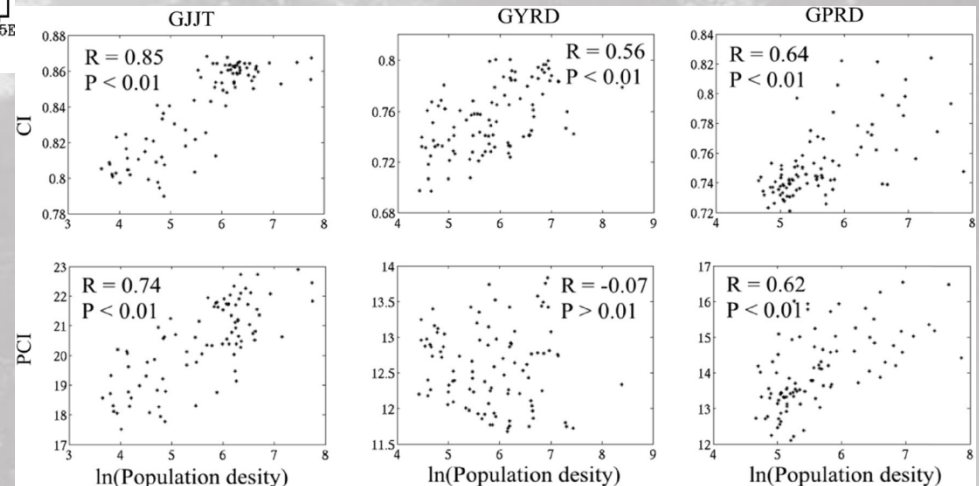 5E
GJJT GYRD GPRD
R = 0.85
P < 0.01
CI
0.88
0.86
0.84
0.82
0.8
0.78
3 4 5 6 7 8
R = 0.56
P < 0.01
0.8
0.76
0.72
0.68
4 5 6 7 8 9
R = 0.64
P < 0.01
0.84
0.82
0.8
0.78
0.76
0.74
0.72
4 5 6 7 8
R = 0.74
P < 0.01
PCI
23
22
21
20
19
18
17
3 4 5 6 7 8
ln(Population desity)
R = -0.07
P > 0.01
14
13.5
13
12.5
12
11.5
4 5 6 7 8 9
ln(Population desity)
R = 0.62
P < 0.01
17
16
15
14
13
12
4 5 6 7 8
ln(Population desity)